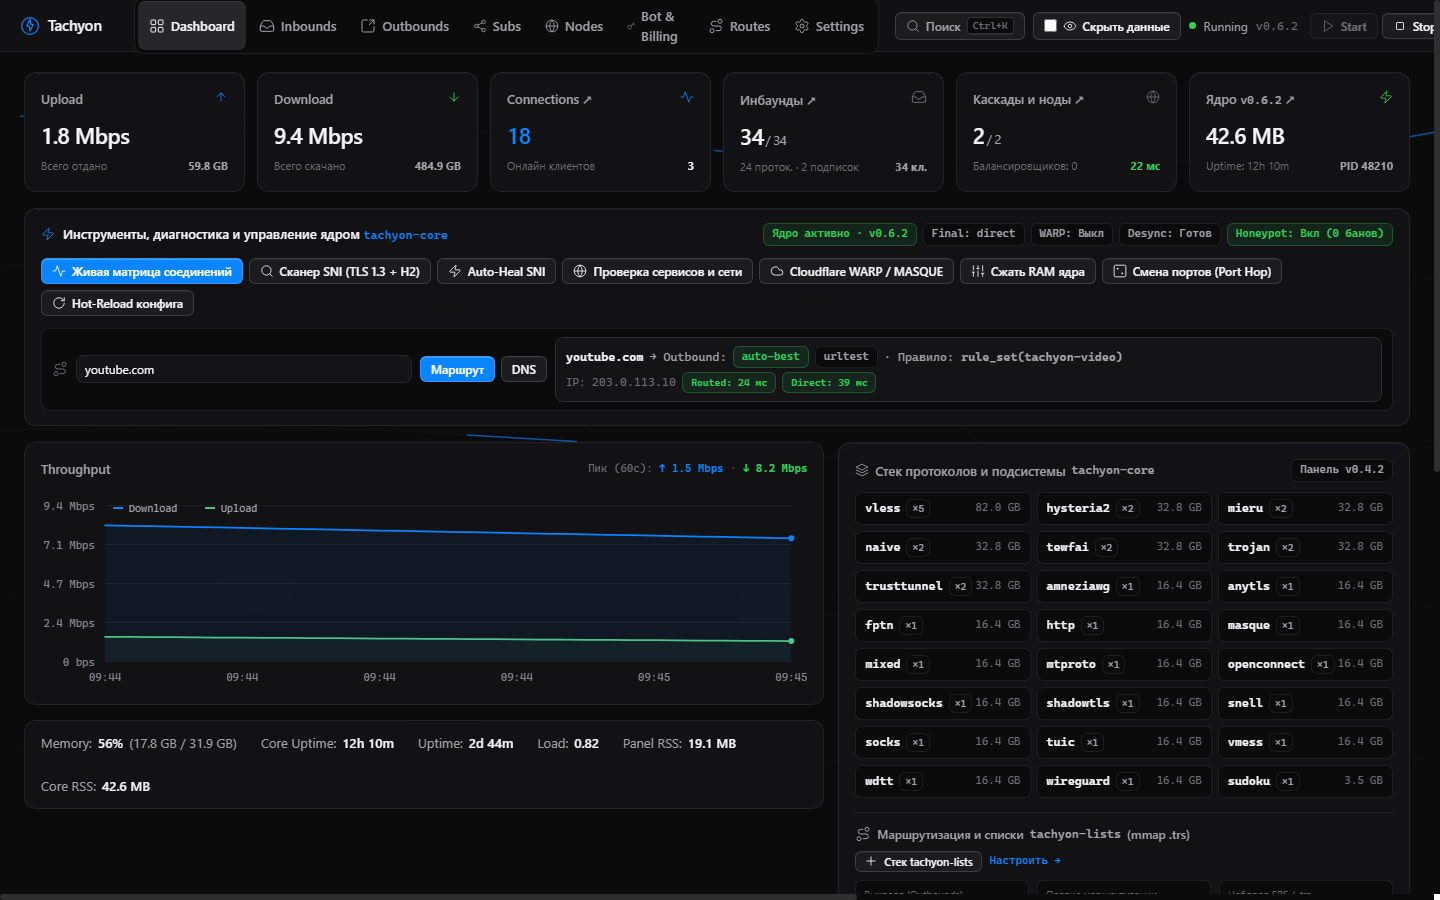 Tachyon
Dashboard
Inbounds
Outbounds
Subs
Nodes
Bot & Billing
Routes
Settings
Поиск Ctrl+K
Скрыть данные
Running v0.6.2
Start
Stop
Upload
1.8 Mbps
Всего отдано 59.8 GB
Download
9.4 Mbps
Всего скачано 484.9 GB
Connections ↗
18
Онлайн клиентов 3
Инбаунды ↗
34 / 34
24 проток. · 2 подписок 34 кл.
Каскады и ноды ↗
2 / 2
Балансировщиков: 0 22 мс
Ядро v0.6.2 ↗
42.6 MB
Uptime: 12h 10m PID 48210
Инструменты, диагностика и управление ядром tachyon-core
Ядро активно · v0.6.2
Final: direct
WARP: Выкл
Desync: Готов
Honeypot: Вкл (0 банов)
Живая матрица соединений
Сканер SNI (TLS 1.3 + H2)
Auto-Heal SNI
Проверка сервисов и сети
Cloudflare WARP / MASQUE
Сжать RAM ядра
Смена портов (Port Hop)
Hot-Reload конфига
youtube.com
Маршрут
DNS
youtube.com → Outbound: auto-best urltest · Правило: rule_set(tachyon-video)
IP: 203.0.113.10 Routed: 24 мс Direct: 39 мс
Throughput
Пик (60с): ↑ 1.5 Mbps · ↓ 8.2 Mbps
Download Upload
9.4 Mbps
7.1 Mbps
4.7 Mbps
2.4 Mbps
0 bps
09:44 09:44 09:44 09:44 09:45 09:45
Memory: 56% (17.8 GB / 31.9 GB) Core Uptime: 12h 10m Uptime: 2d 44m Load: 0.82 Panel RSS: 19.1 MB
Core RSS: 42.6 MB
Стек протоколов и подсистемы tachyon-core
Панель v0.4.2
vless ×5 82.0 GB
hysteria2 ×2 32.8 GB
mieru ×2 32.8 GB
naive ×2 32.8 GB
tewfai ×2 32.8 GB
trojan ×2 32.8 GB
trusttunnel ×2 32.8 GB
amneziawg ×1 16.4 GB
anytls ×1 16.4 GB
fptn ×1 16.4 GB
http ×1 16.4 GB
masque ×1 16.4 GB
mixed ×1 16.4 GB
mtproto ×1 16.4 GB
openconnect ×1 16.4 GB
shadowsocks ×1 16.4 GB
shadowtls ×1 16.4 GB
snell ×1 16.4 GB
socks ×1 16.4 GB
tuic ×1 16.4 GB
vmess ×1 16.4 GB
wdtt ×1 16.4 GB
wireguard ×1 16.4 GB
sudoku ×1 3.5 GB
Маршрутизация и списки tachyon-lists (mmap .trs)
+ Стек tachyon-lists
Настроить →